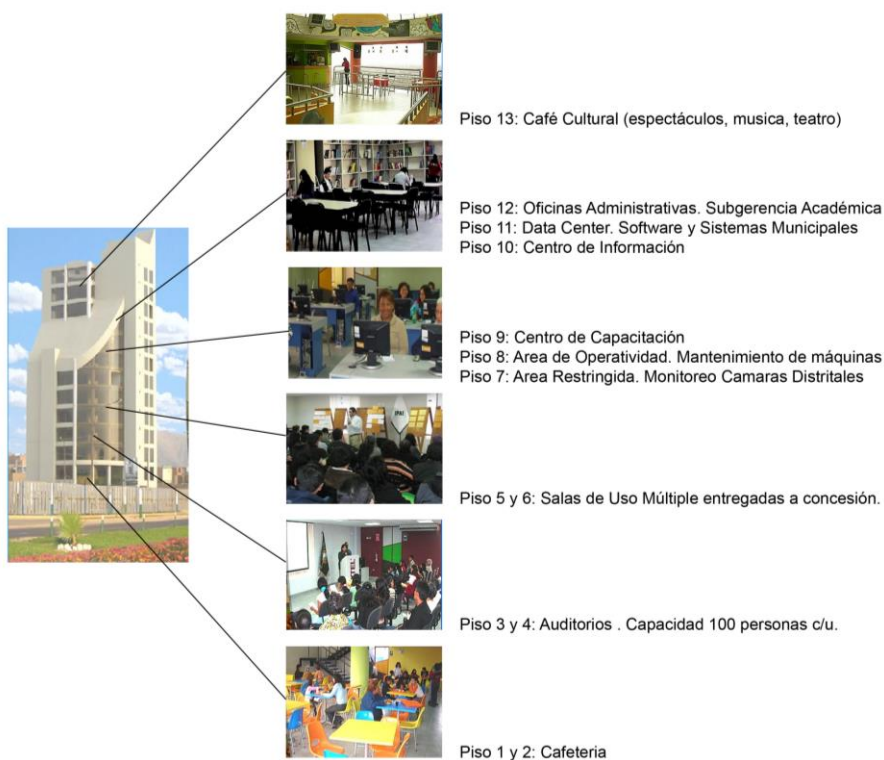 Piso 13: Café Cultural (espectáculos, musica, teatro)
Piso 12: Oficinas Administrativas. Subgerencia Académica
Piso 11: Data Center. Software y Sistemas Municipales
Piso 10: Centro de Información
Piso 9: Centro de Capacitación
Piso 8: Area de Operatividad. Mantenimiento de máquinas
Piso 7: Area Restringida. Monitoreo Camaras Distritales
Piso 5 y 6: Salas de Uso Múltiple entregadas a concesión.
Piso 3 y 4: Auditorios . Capacidad 100 personas c/u.
Piso 1 y 2: Cafeteria